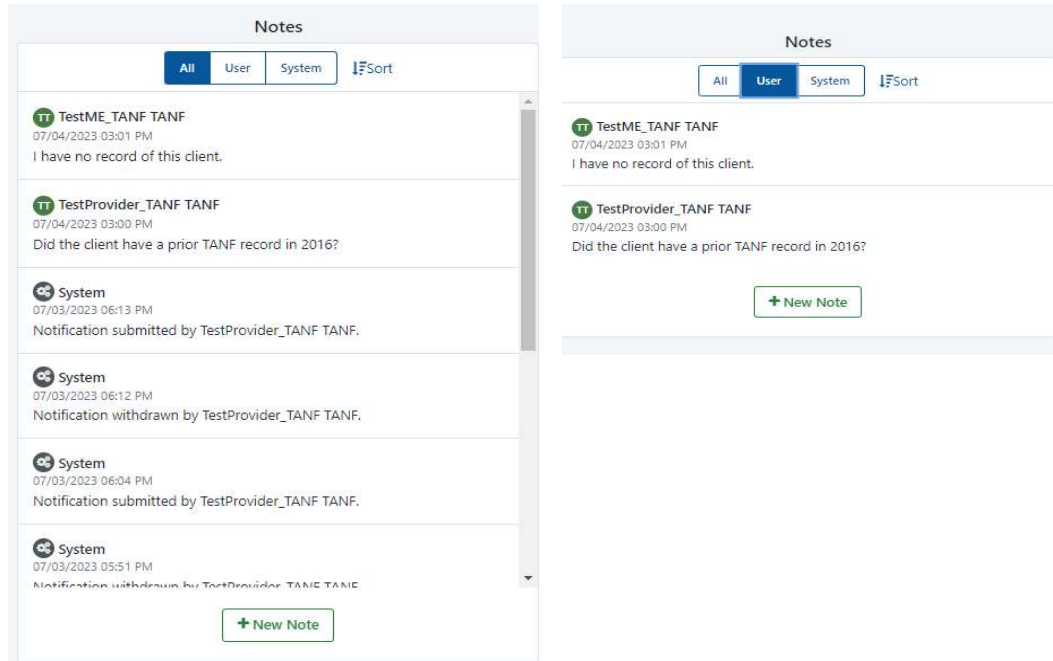 Notes
All User System Sort
TT TestME_TANF TANF
07/04/2023 03:01 PM
I have no record of this client.
TT TestProvider_TANF TANF
07/04/2023 03:00 PM
Did the client have a prior TANF record in 2016?
System
07/03/2023 06:13 PM
Notification submitted by TestProvider_TANF TANF.
System
07/03/2023 06:12 PM
Notification withdrawn by TestProvider_TANF TANF.
System
07/03/2023 06:04 PM
Notification submitted by TestProvider_TANF TANF.
System
07/03/2023 05:51 PM
Notification withdrawn by TestProvider_TANF TANF
+ New Note
Notes
All User System Sort
TT TestME_TANF TANF
07/04/2023 03:01 PM
I have no record of this client.
TT TestProvider_TANF TANF
07/04/2023 03:00 PM
Did the client have a prior TANF record in 2016?
+ New Note